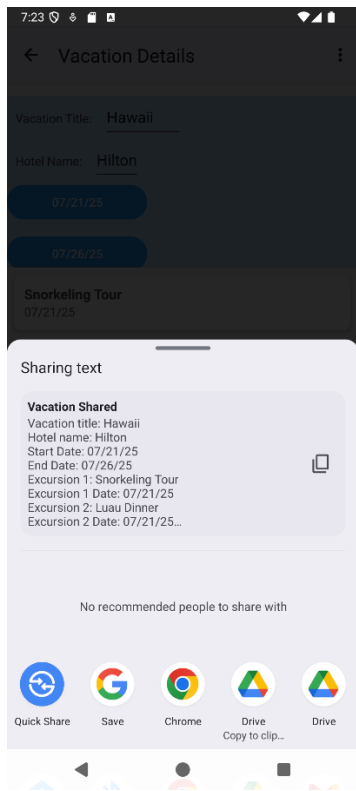 7:23
Vacation Details
Vacation Title: Hawaii
Hotel Name: Hilton
07/21/25
07/26/25
Snorkeling Tour
07/21/25
Sharing text
Vacation Shared
Vacation title: Hawaii
Hotel name: Hilton
Start Date: 07/21/25
End Date: 07/26/25
Excursion 1: Snorkeling Tour
Excursion 1 Date: 07/21/25
Excursion 2: Luau Dinner
Excursion 2 Date: 07/21/25...
No recommended people to share with
Quick Share
Save
Chrome
Drive
Copy to clip...
Drive